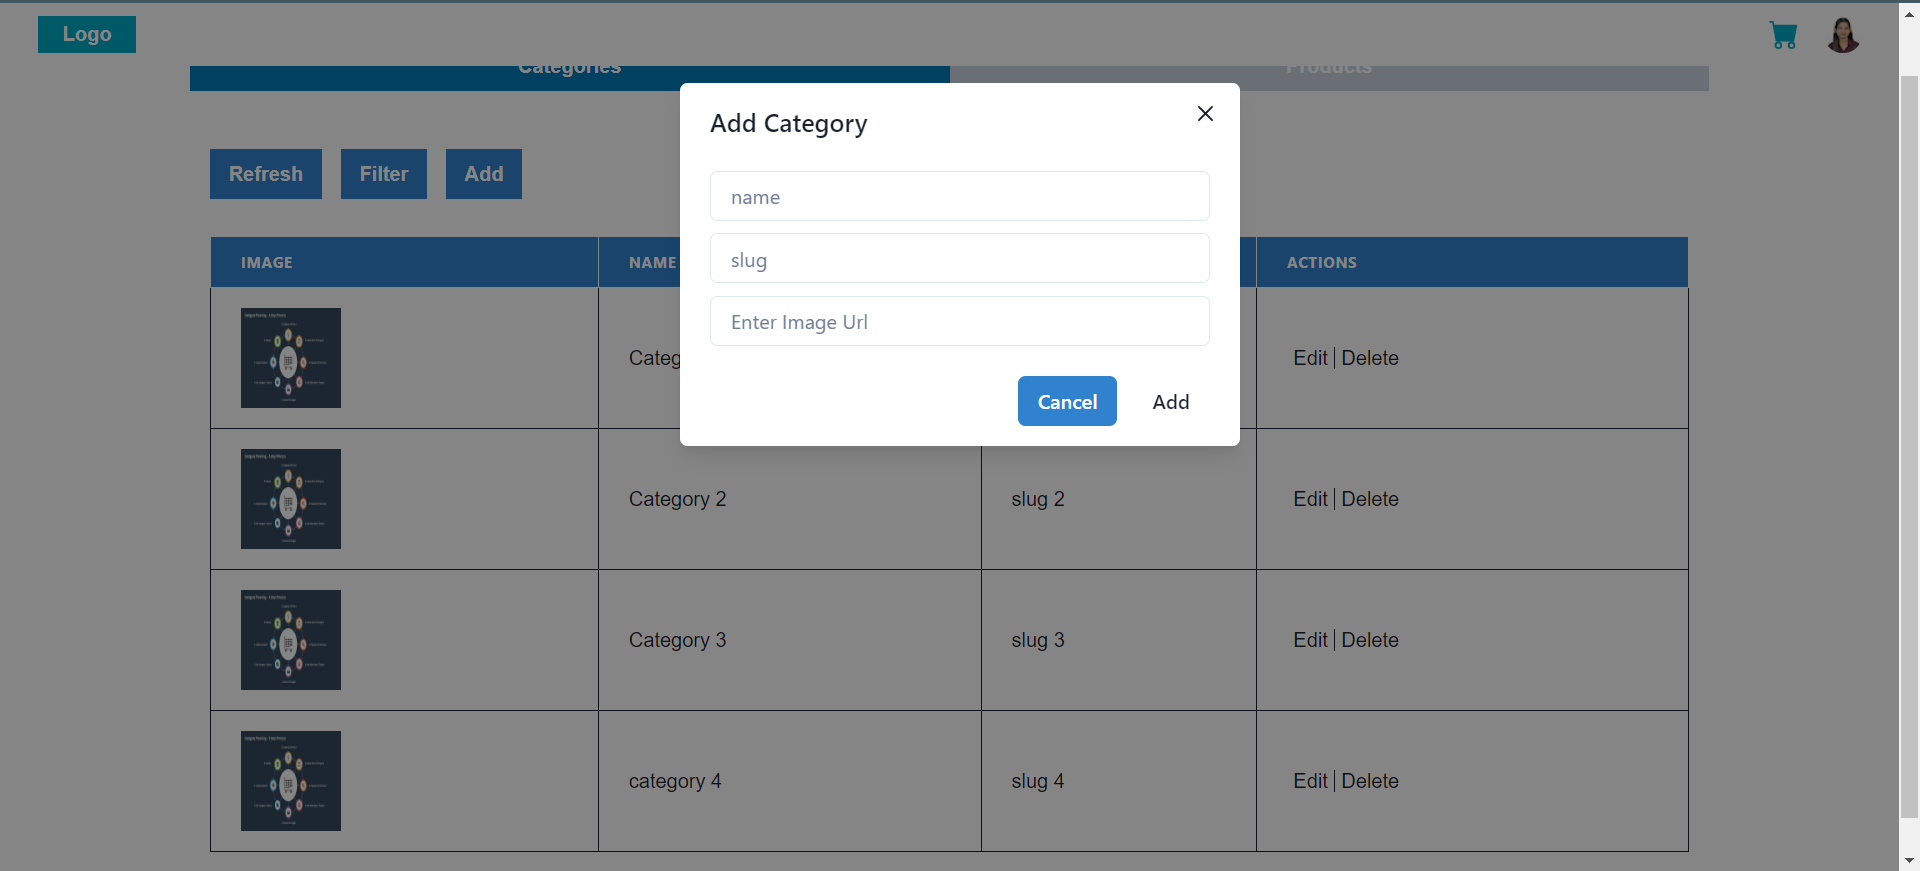 Logo
Categories
Products
Add Category
name
slug
Enter Image Url
Cancel
Add
Refresh
Filter
Add
IMAGE
NAME
ACTIONS
Categ
Edit | Delete
Category 2
slug 2
Edit | Delete
Category 3
slug 3
Edit | Delete
category 4
slug 4
Edit | Delete